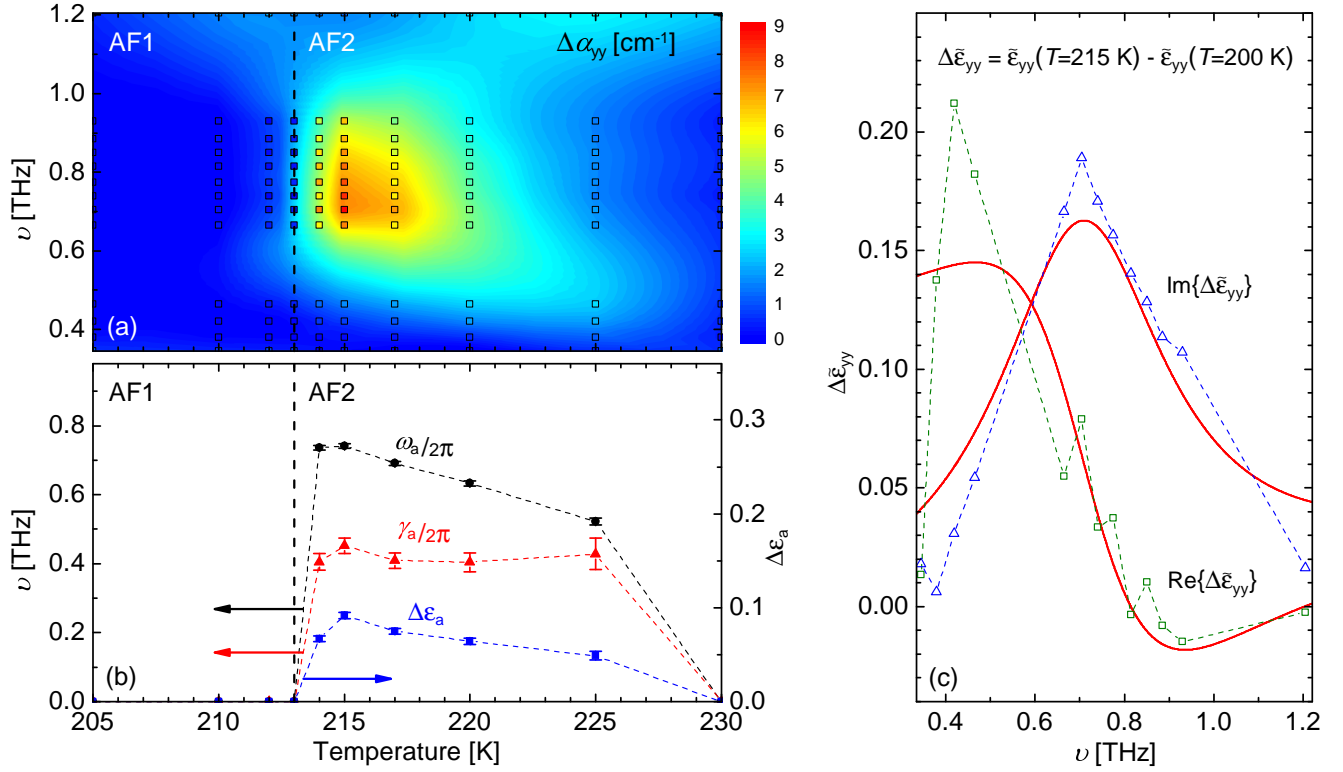 AF1 AF2 Δα_yy [cm⁻¹]
1.2
1.0
0.8
0.6
0.4
υ [THz]
(a)
9
8
7
6
5
4
3
2
1
0
AF1 AF2
0.8
0.6
0.4
0.2
0.0
υ [THz]
ω_a/2π
γ_a/2π
Δε_a
(b)
0.3
0.2
0.1
0.0
Δε_a
205 210 215 220 225 230
Temperature [K]
Δε̃_yy = ε̃_yy(T=215 K) - ε̃_yy(T=200 K)
0.20
0.15
0.10
0.05
0.00
Δε̃_yy
Im{Δε̃_yy}
Re{Δε̃_yy}
(c)
0.4 0.6 0.8 1.0 1.2
υ [THz]